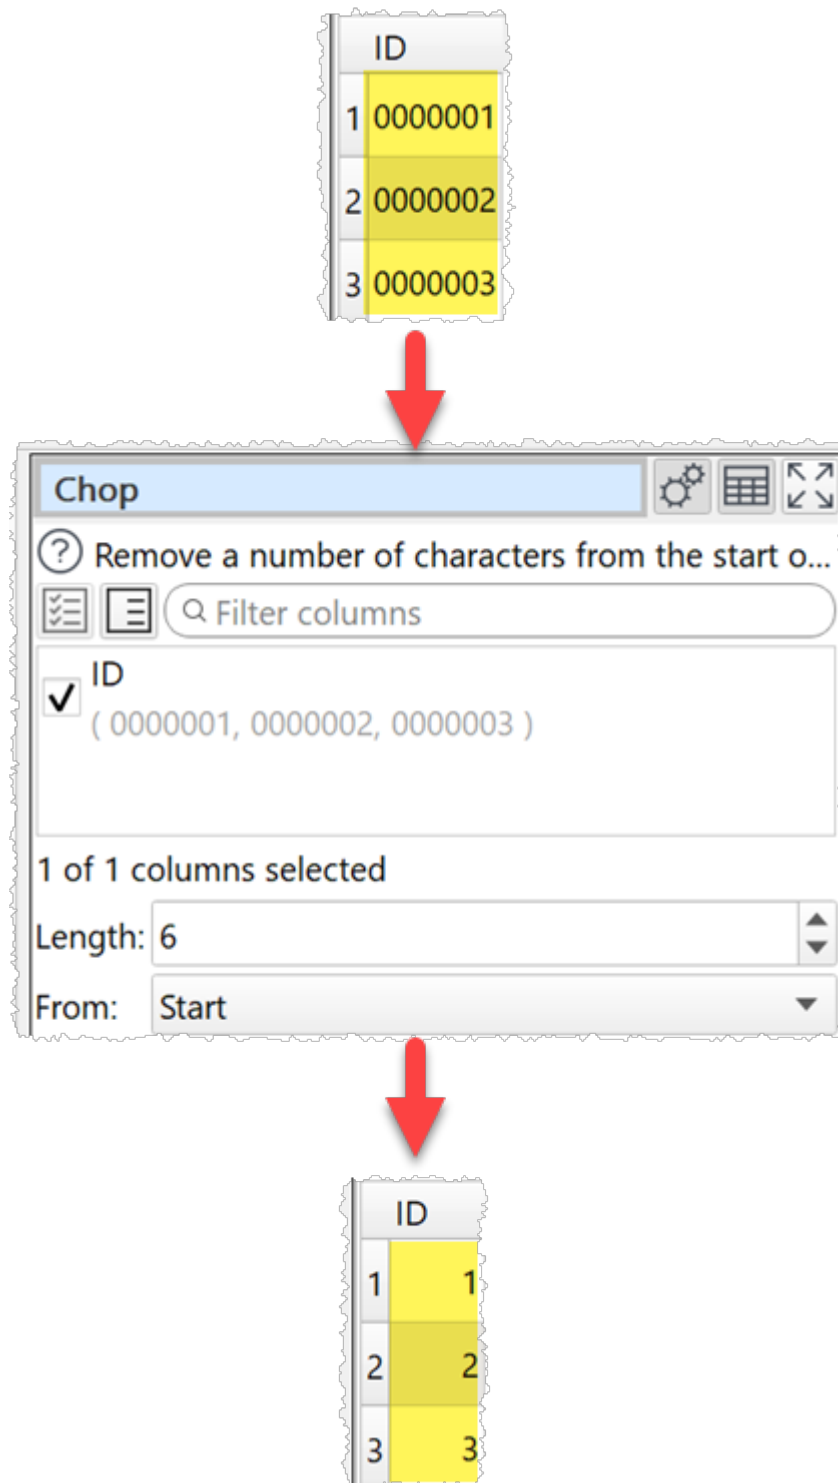 ID
1 0000001
2 0000002
3 0000003
Chop
? Remove a number of characters from the start o...
Filter columns
ID
( 0000001, 0000002, 0000003 )
1 of 1 columns selected
Length: 6
From: Start
ID
1 1
2 2
3 3